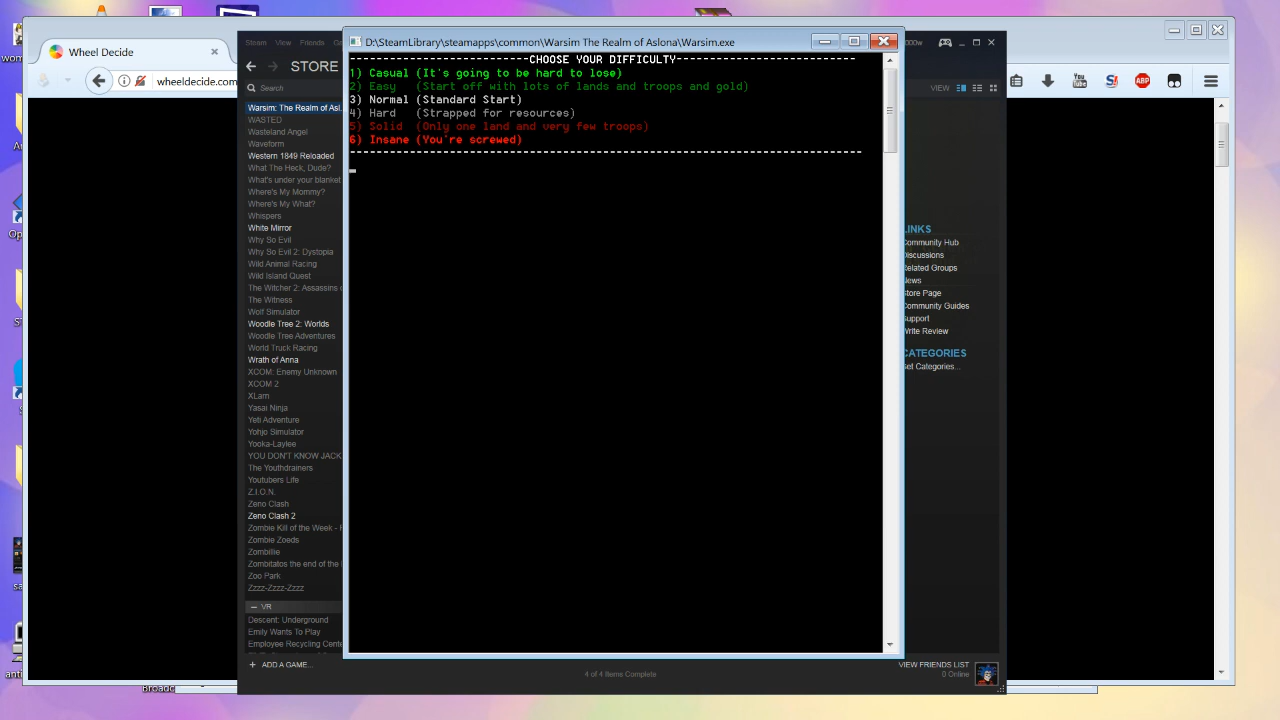 Wheel Decide
wheeldecide.com
Steam View Friends
STORE
Search
Warsim: The Realm of Asl
WASTED
Wasteland Angel
Waveform
Western 1849 Reloaded
What The Heck, Dude?
What's under your blanket
Where's My Mommy?
Where's My What?
Whispers
White Mirror
Why So Evil
Why So Evil 2: Dystopia
Wild Animal Racing
Wild Island Quest
The Witcher 2: Assassins
The Witness
Wolf Simulator
Woodle Tree 2: Worlds
Woodle Tree Adventures
World Truck Racing
Wrath of Anna
XCOM: Enemy Unknown
XCOM 2
XLarn
Yasai Ninja
Yeti Adventure
Yohjo Simulator
Yooka-Laylee
YOU DON'T KNOW JACK
The Youthdrainers
Youtubers Life
Z.I.O.N.
Zeno Clash
Zeno Clash 2
Zombie Kill of the Week -
Zombie Zoeds
Zombillie
Zombitatos the end of the
Zoo Park
Zzzz-Zzzz-Zzzz
VR
Descent: Underground
Emily Wants To Play
Employee Recycling Cente
+ ADD A GAME...
D:\SteamLibrary\steamapps\common\Warsim The Realm of Aslona\Warsim.exe
---------------------------CHOOSE YOUR DIFFICULTY---------------------------
1) Casual (It's going to be hard to lose)
2) Easy (Start off with lots of lands and troops and gold)
3) Normal (Standard Start)
4) Hard (Strapped for resources)
5) Solid (Only one land and very few troops)
6) Insane (You're screwed)
4 of 4 Items Complete
VIEW
LINKS
Community Hub
Discussions
Related Groups
News
Store Page
Community Guides
Support
Write Review
CATEGORIES
Set Categories...
VIEW FRIENDS LIST
0 Online
You Tube
ABP